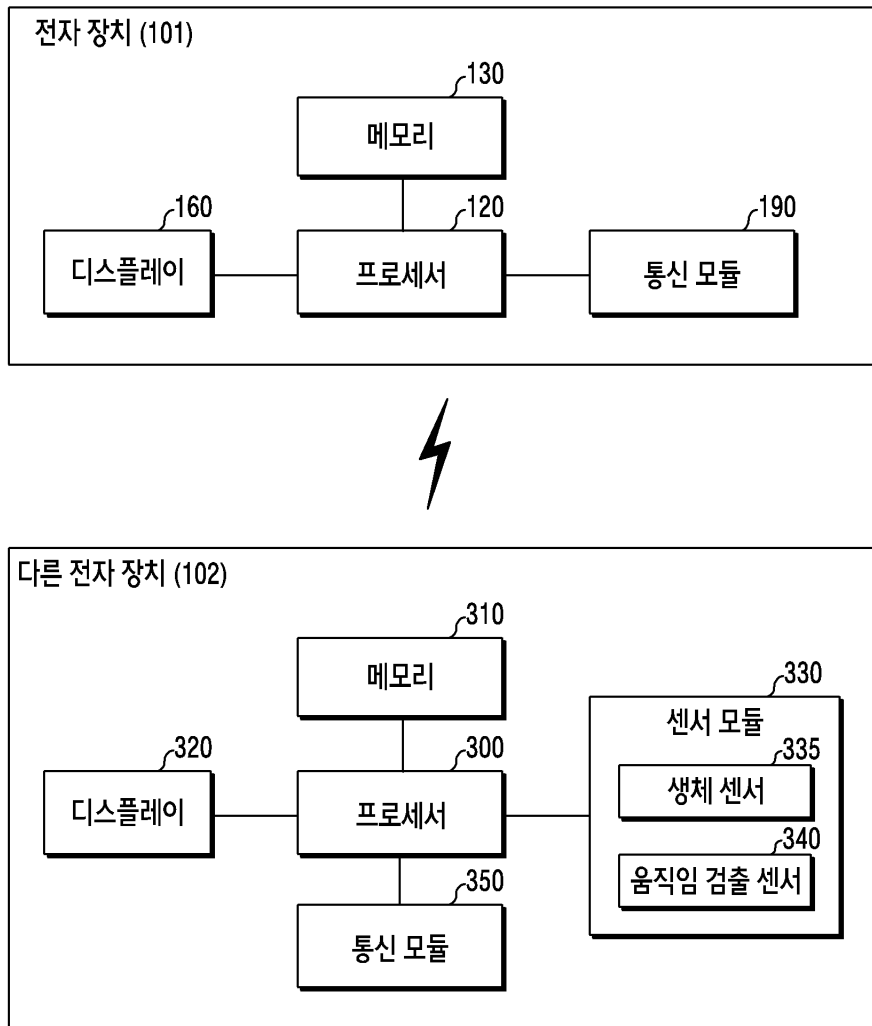 전자 장치 (101)
130
메모리
160
디스플레이
120
프로세서
190
통신 모듈
다른 전자 장치 (102)
310
메모리
320
디스플레이
300
프로세서
330
센서 모듈
335
생체 센서
340
움직임 검출 센서
350
통신 모듈